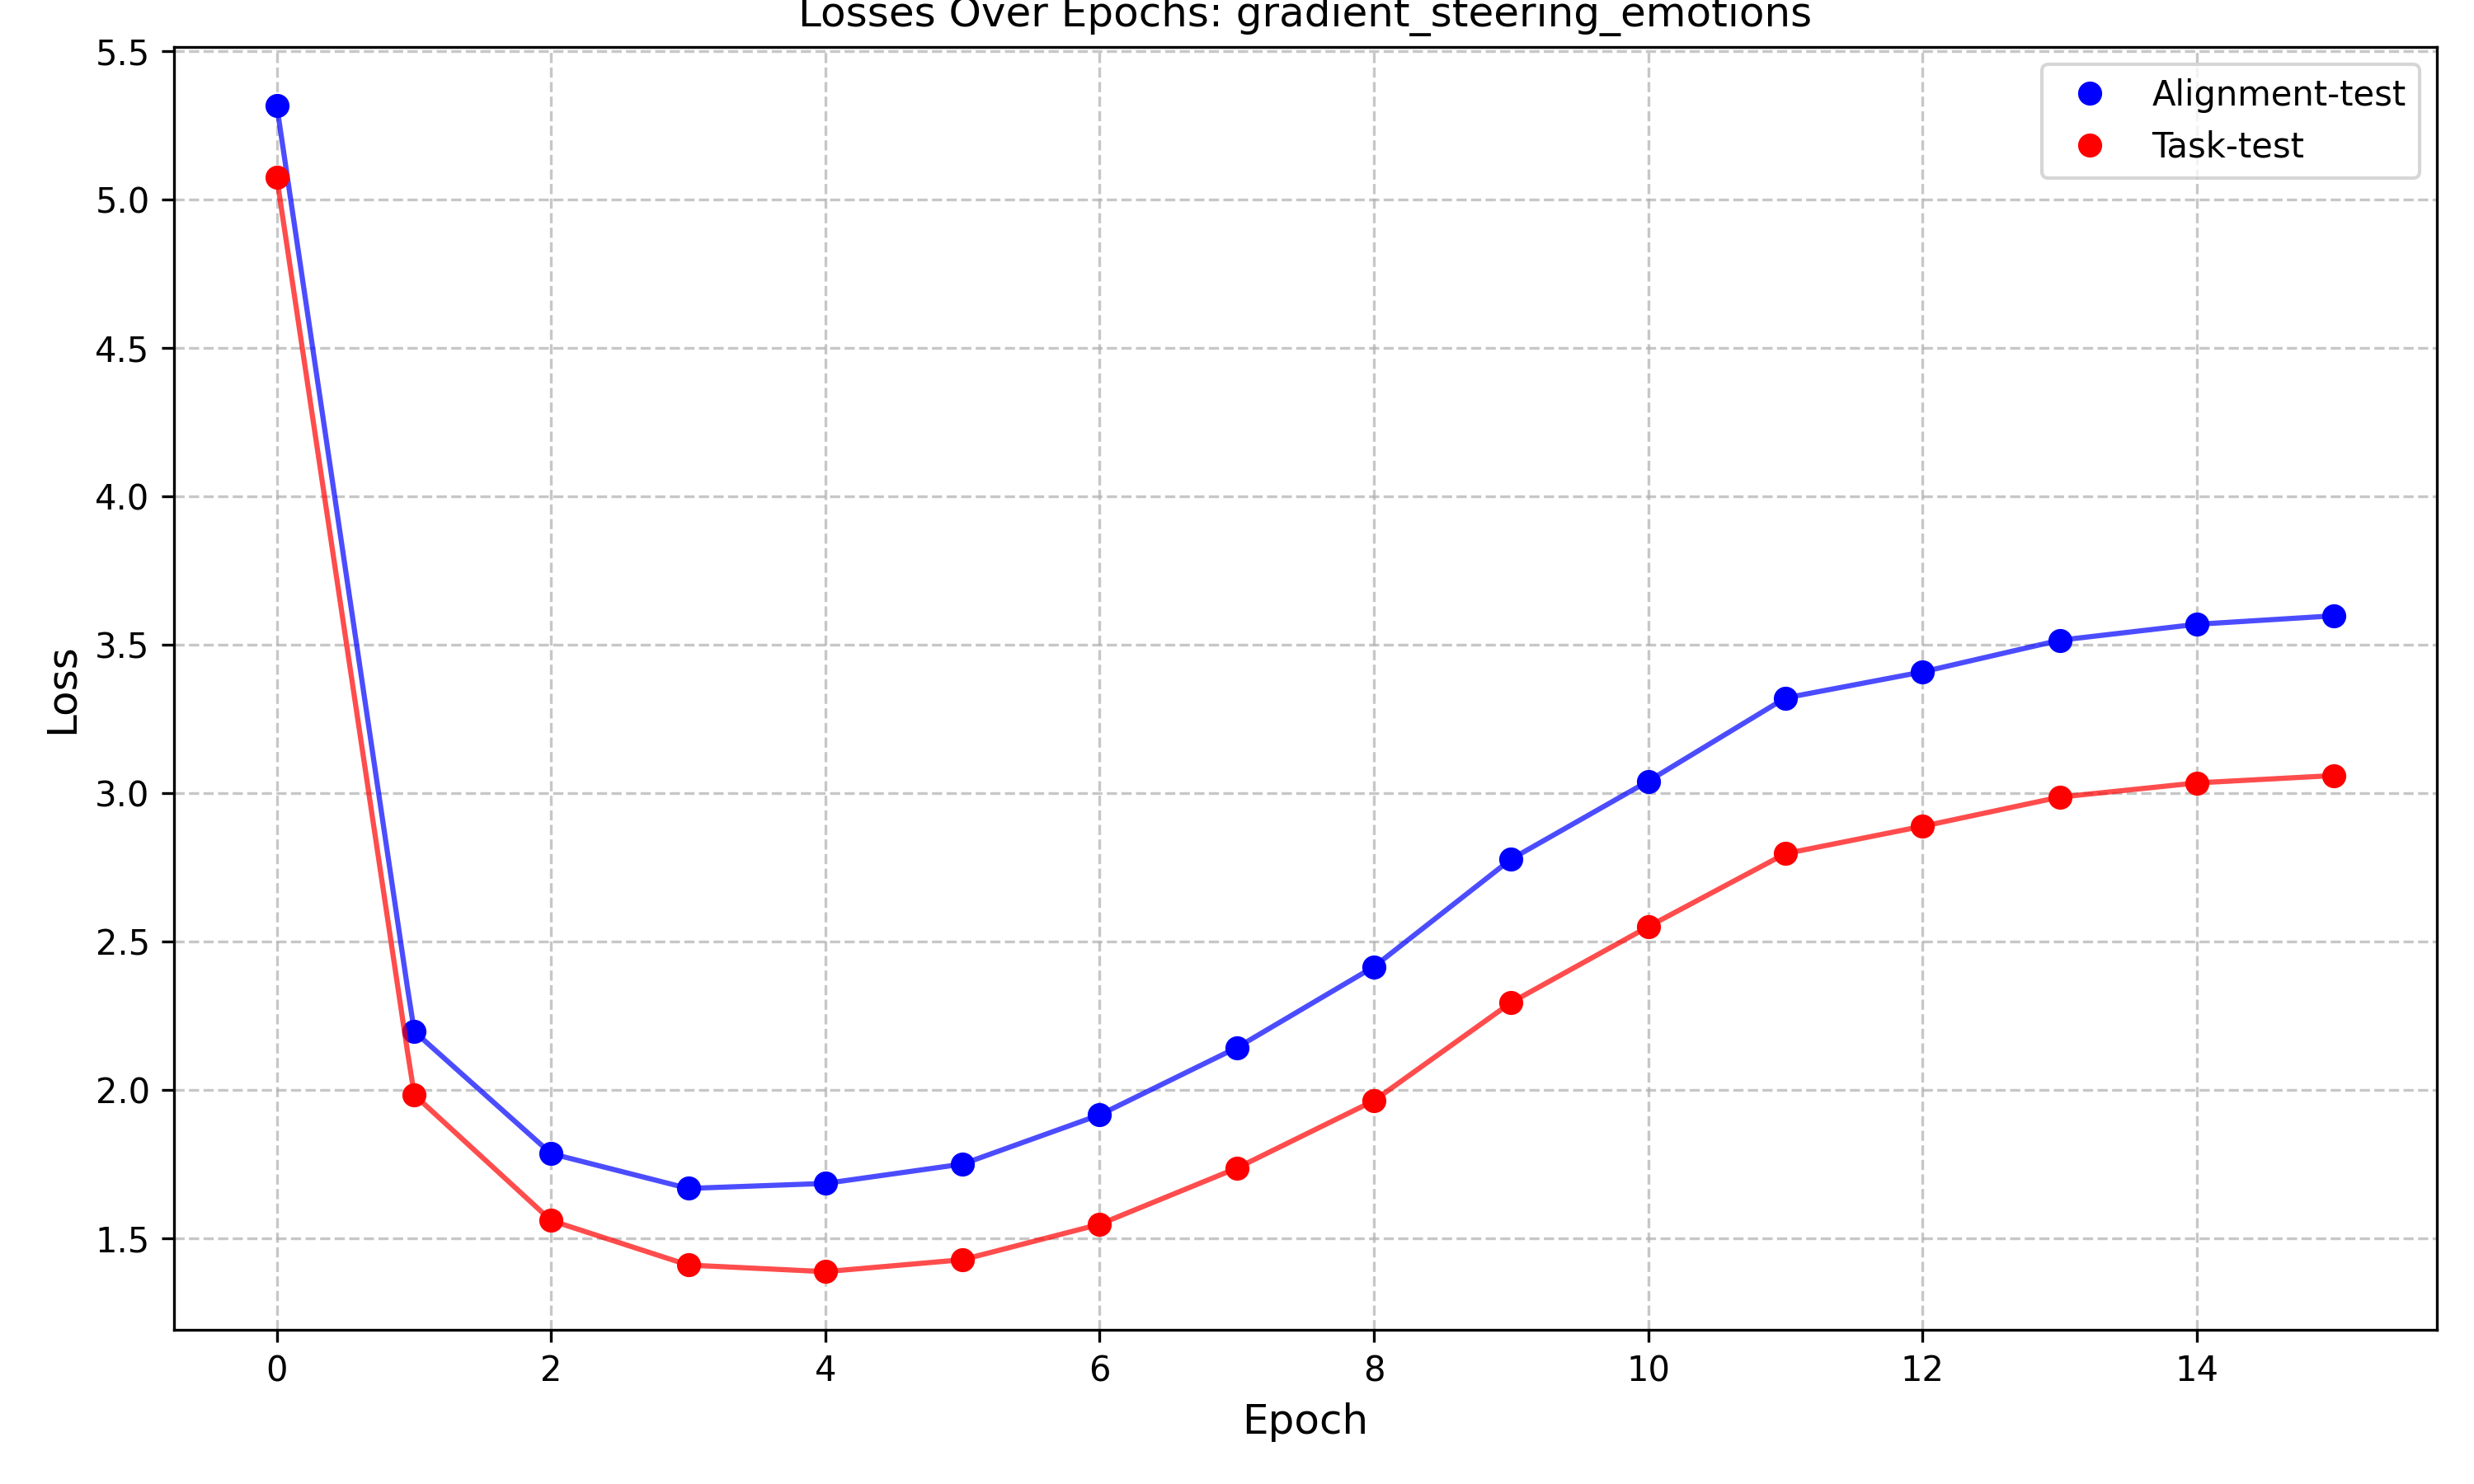 Losses Over Epochs: gradient_steering_emotions
5.5
5.0
4.5
4.0
3.5
3.0
2.5
2.0
1.5
Loss
Alignment-test
Task-test
0 2 4 6 8 10 12 14
Epoch